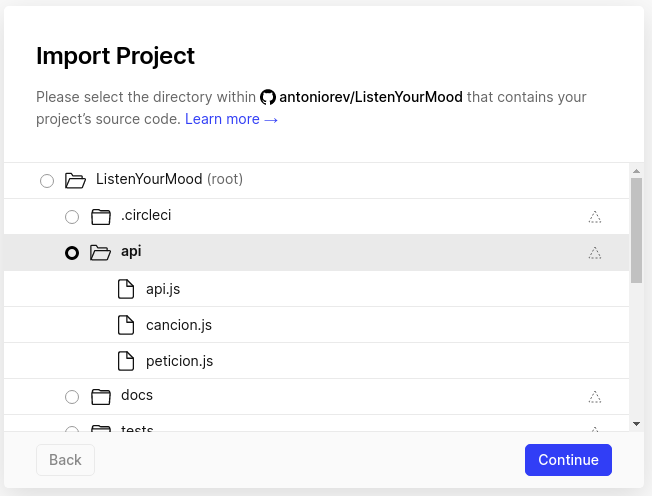 Import Project
Please select the directory within antoniorev/ListenYourMood that contains your
project's source code. Learn more →
ListenYourMood (root)
.circleci
api
api.js
cancion.js
peticion.js
docs
tests
Back
Continue